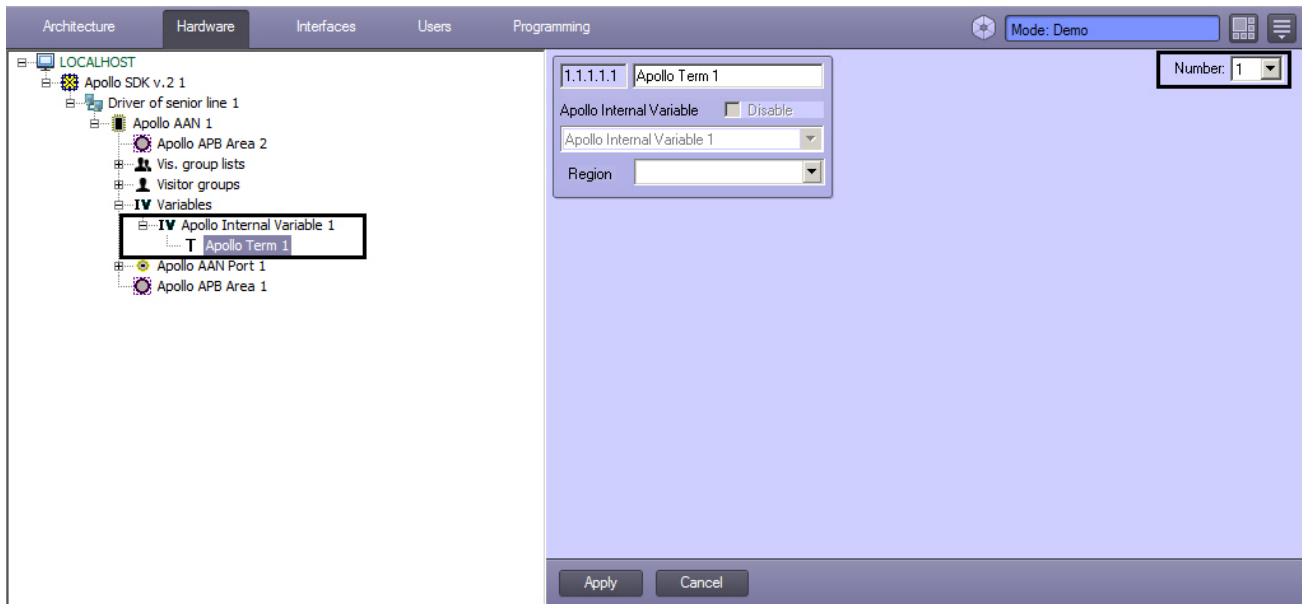 Architecture Hardware Interfaces Users Programming Mode: Demo
LOCALHOST
Apollo SDK v.2 1
Driver of senior line 1
Apollo AAN 1
Apollo APB Area 2
Vis. group lists
Visitor groups
IV Variables
IV Apollo Internal Variable 1
T Apollo Term 1
Apollo AAN Port 1
Apollo APB Area 1
1.1.1.1.1 Apollo Term 1
Apollo Internal Variable Disable
Apollo Internal Variable 1
Region
Number: 1
Apply Cancel